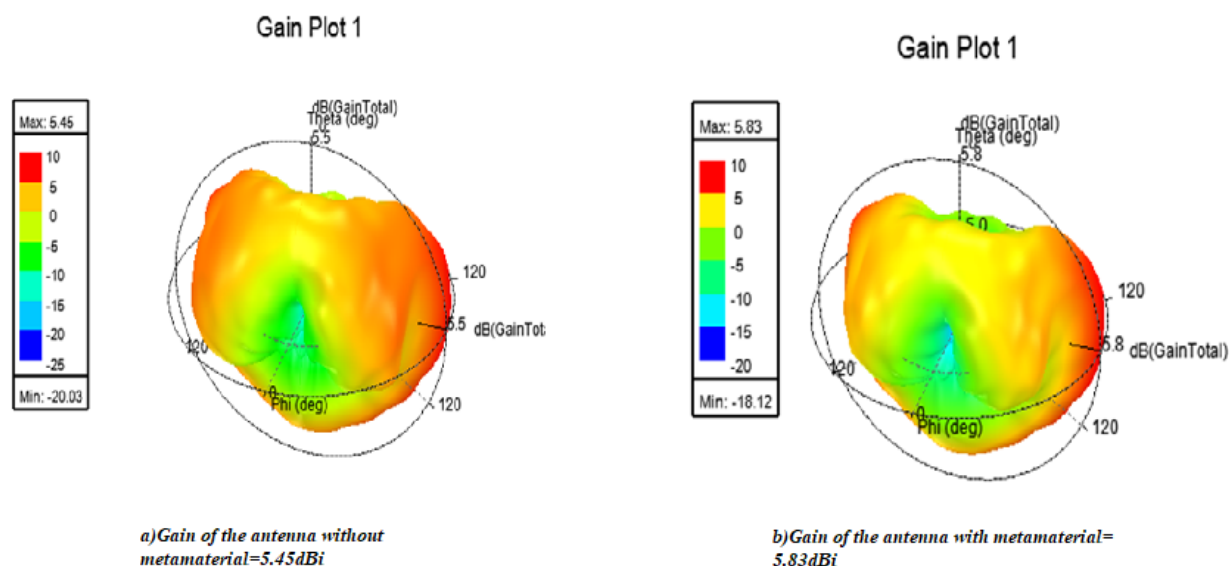 Gain Plot 1
Max: 5.45
10
5
0
-5
-10
-15
-20
-25
Min: -20.03
dB(GainTotal)
Theta (deg)
5.5
120
5.5
dB(GainTot
120
120
0
Phi (deg)
a)Gain of the antenna without
metamaterial=5.45dBi
Gain Plot 1
Max: 5.83
10
5
0
-5
-10
-15
-20
Min: -18.12
dB(GainTotal)
Theta (deg)
5.8
5.0
120
5.8
dB(GainTotal)
120
120
0
Phi (deg)
b)Gain of the antenna with metamaterial=
5.83dBi